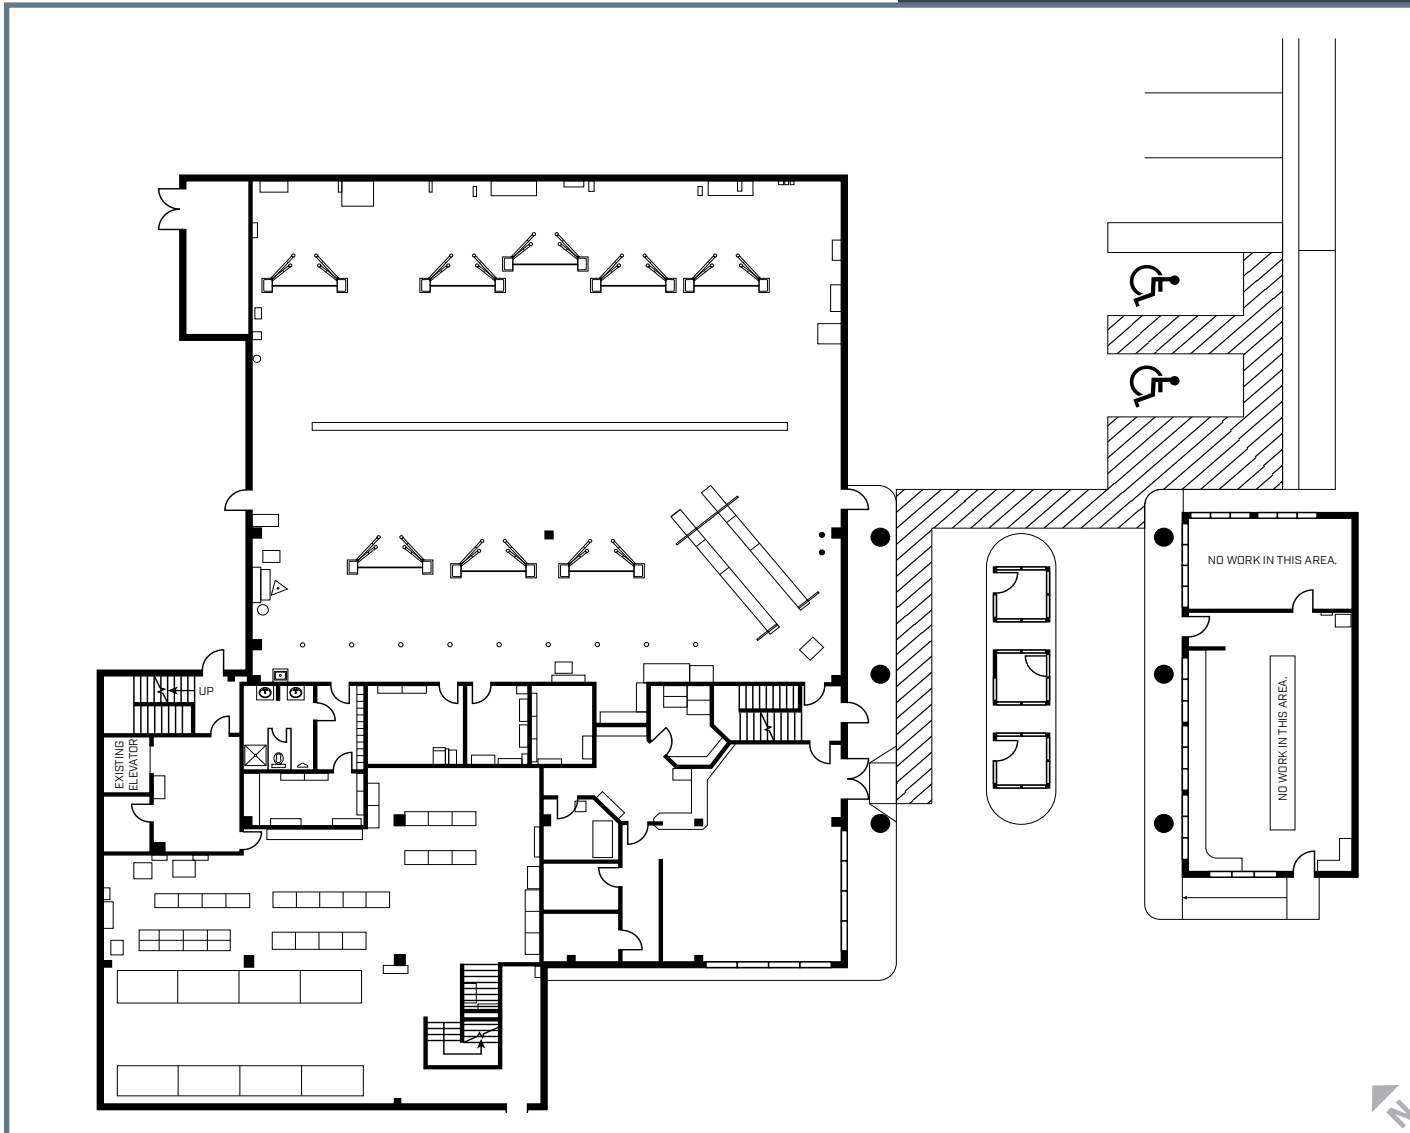 NO WORK IN THIS AREA.
UP
EXISTING
ELEVATOR
NO WORK IN THIS AREA.
N